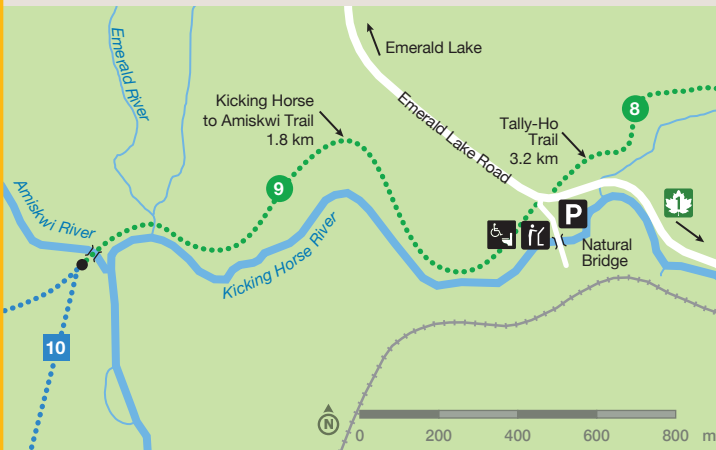 Emerald River
Emerald Lake
Kicking Horse
to Amiskwi Trail
1.8 km
Emerald Lake Road
Tally-Ho
Trail
3.2 km
8
9
Amiskwi River
Kicking Horse River
P
1
Natural
Bridge
10
N
0 200 400 600 800 m